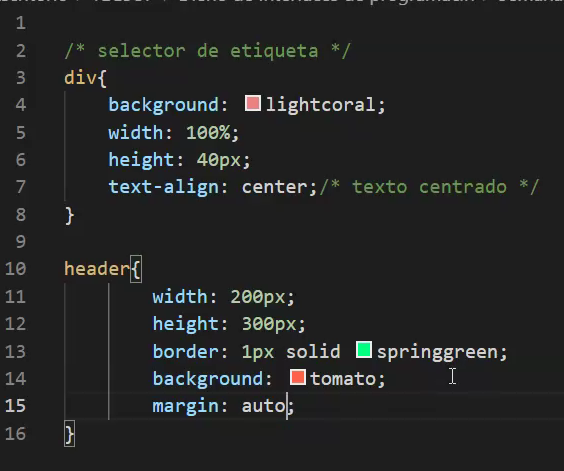 1
2 /* selector de etiqueta */
3 div{
4 background: lightcoral;
5 width: 100%;
6 height: 40px;
7 text-align: center;/* texto centrado */
8 }
9
10 header{
11 width: 200px;
12 height: 300px;
13 border: 1px solid springgreen;
14 background: tomato;
15 margin: auto;
16 }